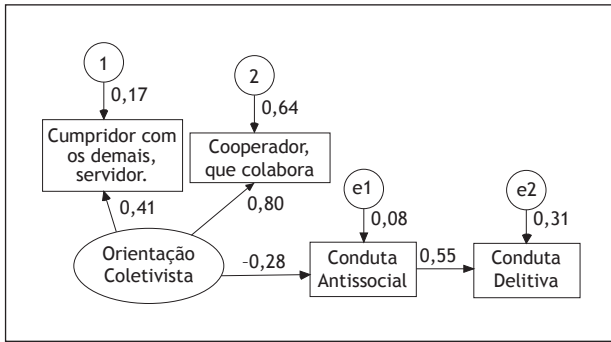 1
2
0,17
0,64
Cumpridor com
os demais,
servidor.
Cooperador,
que colabora
e1
e2
0,41
0,80
0,08
0,31
Orientação
Coletivista
-0,28
Conduta
Antissocial
0,55
Conduta
Delitiva